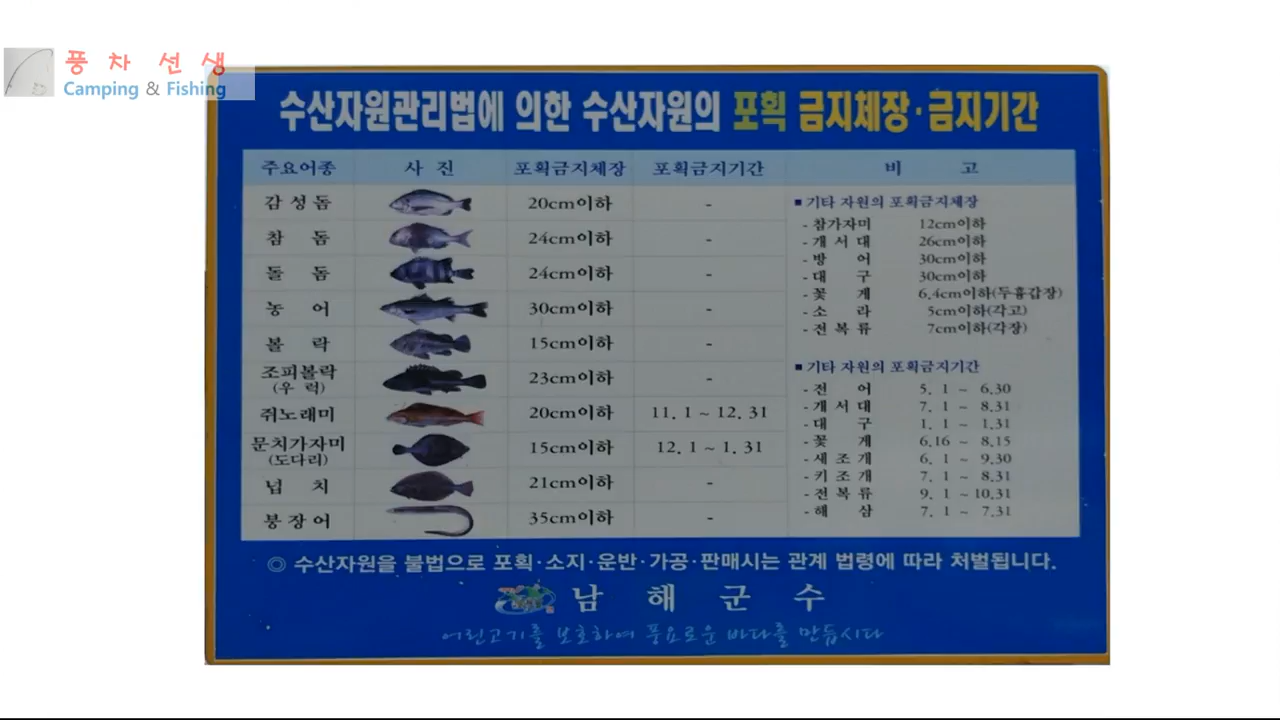 풍차 선생
Camping & Fishing
수산자원관리법에 의한 수산자원의 포획 금지체장·금지기간
주요어종 사 진 포획금지체장 포획금지기간 비 고
감성돔 20cm이하 -
참 돔 24cm이하 -
돌 돔 24cm이하 -
농 어 30cm이하 -
볼 락 15cm이하 -
조피볼락
(우 럭) 23cm이하 -
쥐노래미 20cm이하 11. 1 ~ 12. 31
문치가자미
(도다리) 15cm이하 12. 1 ~ 1. 31
넙 치 21cm이하 -
붕장어 35cm이하 -
■ 기타 자원의 포획금지체장
- 참가자미 12cm이하
- 개 서 대 26cm이하
- 방 어 30cm이하
- 대 구 30cm이하
- 꽃 게 6.4cm이하(두흉갑장)
- 소 라 5cm이하(각고)
- 전 복 류 7cm이하(각장)
■ 기타 자원의 포획금지기간
- 전 어 5. 1 ~ 6.30
- 개 서 대 7. 1 ~ 8.31
- 대 구 1. 1 ~ 1.31
- 꽃 게 6.16 ~ 8.15
- 세 조 개 6. 1 ~ 9.30
- 키 조 개 7. 1 ~ 8.31
- 전 복 류 9. 1 ~ 10.31
- 해 삼 7. 1 ~ 7.31
◎ 수산자원을 불법으로 포획·소지·운반·가공·판매시는 관계 법령에 따라 처벌됩니다.
남 해 군 수
어린고기를 보호하여 풍요로운 바다를 만듭시다